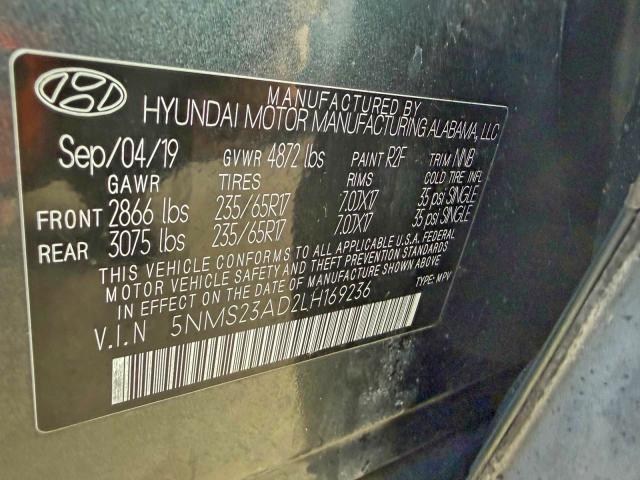 MANUFACTURED BY
HYUNDAI MOTOR MANUFACTURING ALABAMA, LLC
Sep/04/19 GVWR 4872 lbs PAINT R2F TRIM NNB
GAWR TIRES RIMS COLD TIRE INFL
FRONT 2866 lbs 235/65R17 7.0JX17 35 psi SINGLE
REAR 3075 lbs 235/65R17 7.0JX17 35 psi SINGLE
THIS VEHICLE CONFORMS TO ALL APPLICABLE U.S.A. FEDERAL
MOTOR VEHICLE SAFETY AND THEFT PREVENTION STANDARDS
IN EFFECT ON THE DATE OF MANUFACTURE SHOWN ABOVE
V.I.N 5NMS23AD2LH169236 TYPE: MPV